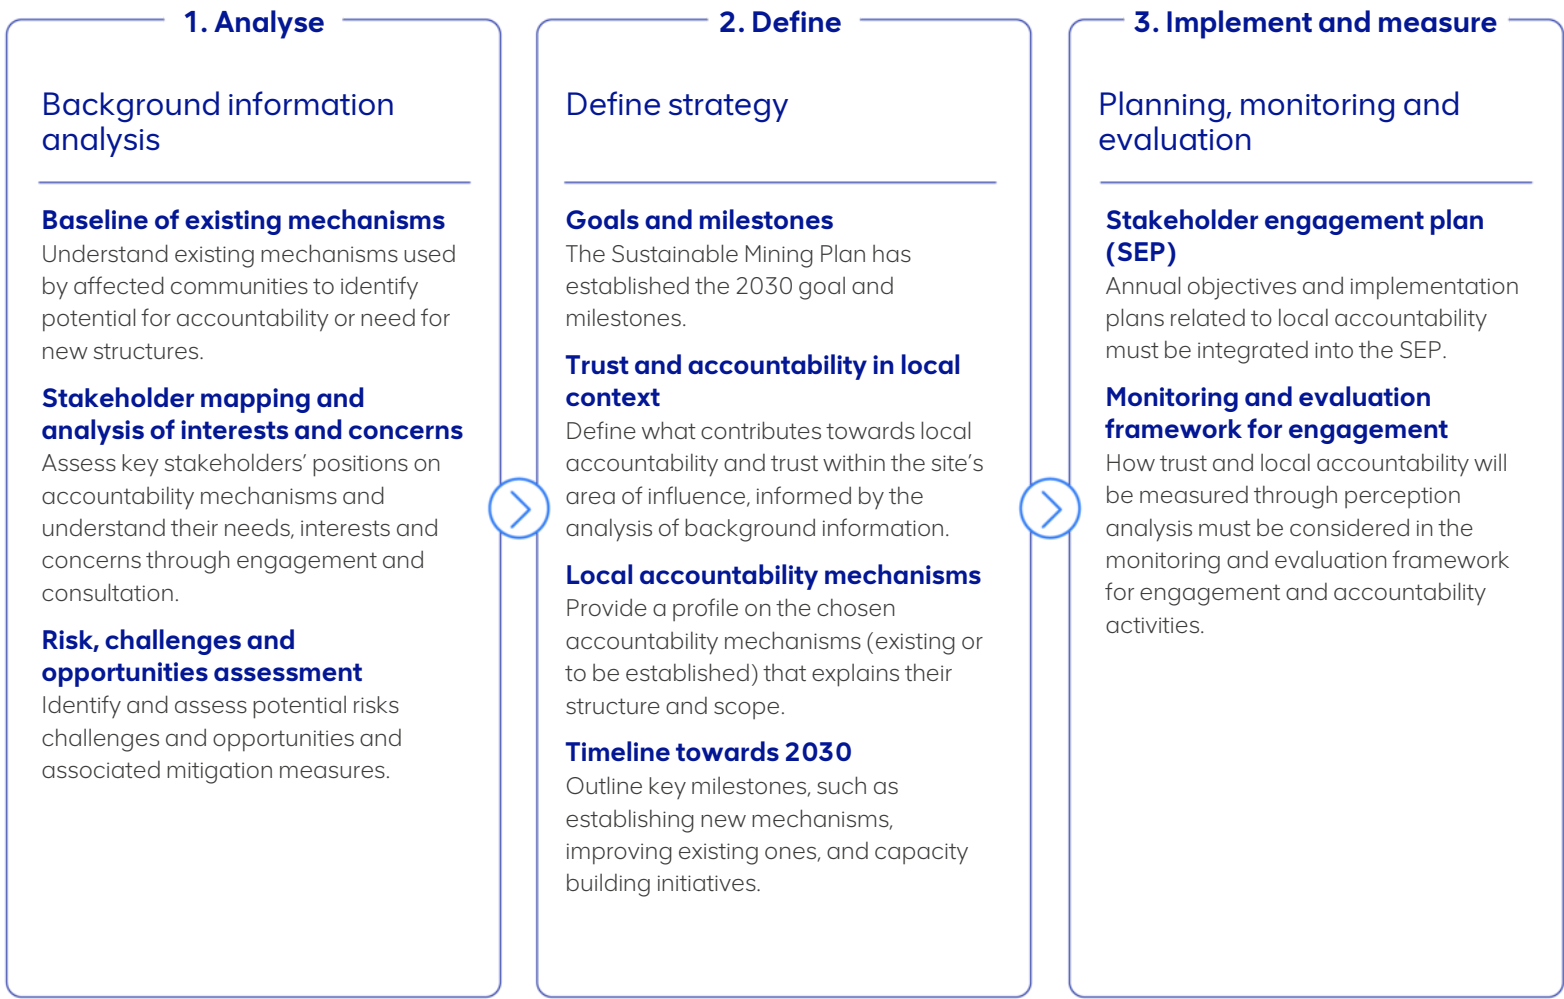 1. Analyse
Background information
analysis
Baseline of existing mechanisms
Understand existing mechanisms used
by affected communities to identify
potential for accountability or need for
new structures.
Stakeholder mapping and
analysis of interests and concerns
Assess key stakeholders’ positions on
accountability mechanisms and
understand their needs, interests and
concerns through engagement and
consultation.
Risk, challenges and
opportunities assessment
Identify and assess potential risks
challenges and opportunities and
associated mitigation measures.
2. Define
Define strategy
Goals and milestones
The Sustainable Mining Plan has
established the 2030 goal and
milestones.
Trust and accountability in local
context
Define what contributes towards local
accountability and trust within the site’s
area of influence, informed by the
analysis of background information.
Local accountability mechanisms
Provide a profile on the chosen
accountability mechanisms (existing or
to be established) that explains their
structure and scope.
Timeline towards 2030
Outline key milestones, such as
establishing new mechanisms,
improving existing ones, and capacity
building initiatives.
3. Implement and measure
Planning, monitoring and
evaluation
Stakeholder engagement plan
(SEP)
Annual objectives and implementation
plans related to local accountability
must be integrated into the SEP.
Monitoring and evaluation
framework for engagement
How trust and local accountability will
be measured through perception
analysis must be considered in the
monitoring and evaluation framework
for engagement and accountability
activities.